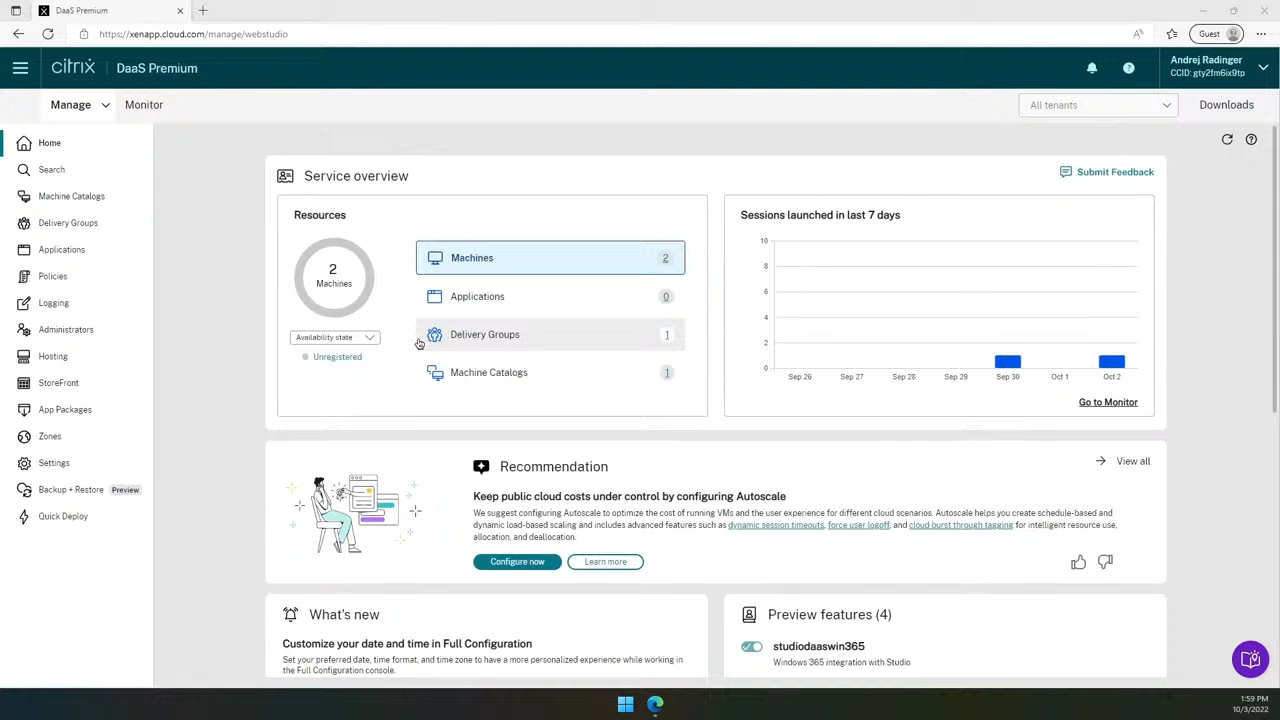 DaaS Premium
https://xenapp.cloud.com/manage/webstudio
Guest
citrix
DaaS Premium
Andrej Radinger
CCID: gty2fm6ix9tp
Manage
Monitor
All tenants
Downloads
Home
Search
Machine Catalogs
Delivery Groups
Applications
Policies
Logging
Administrators
Hosting
StoreFront
App Packages
Zones
Settings
Backup + Restore Preview
Quick Deploy
Service overview
Submit Feedback
Resources
2
Machines
Availability state
Unregistered
Machines 2
Applications 0
Delivery Groups 1
Machine Catalogs 1
Sessions launched in last 7 days
10
8
6
4
2
0
Sep 26 Sep 27 Sep 28 Sep 29 Sep 30 Oct 1 Oct 2
Go to Monitor
Recommendation
View all
Keep public cloud costs under control by configuring Autoscale
We suggest configuring Autoscale to optimize the cost of running VMs and the user experience for different cloud scenarios. Autoscale helps you create schedule-based and
dynamic load-based scaling and includes advanced features such as dynamic session timeouts, force user logoff, and cloud burst through tagging for intelligent resource use,
allocation, and deallocation.
Configure now
Learn more
What's new
Customize your date and time in Full Configuration
Set your preferred date, time format, and time zone to have a more personalized experience while working in
the Full Configuration console.
Preview features (4)
studiodaaswin365
Windows 365 integration with Studio
1:59 PM
10/3/2022